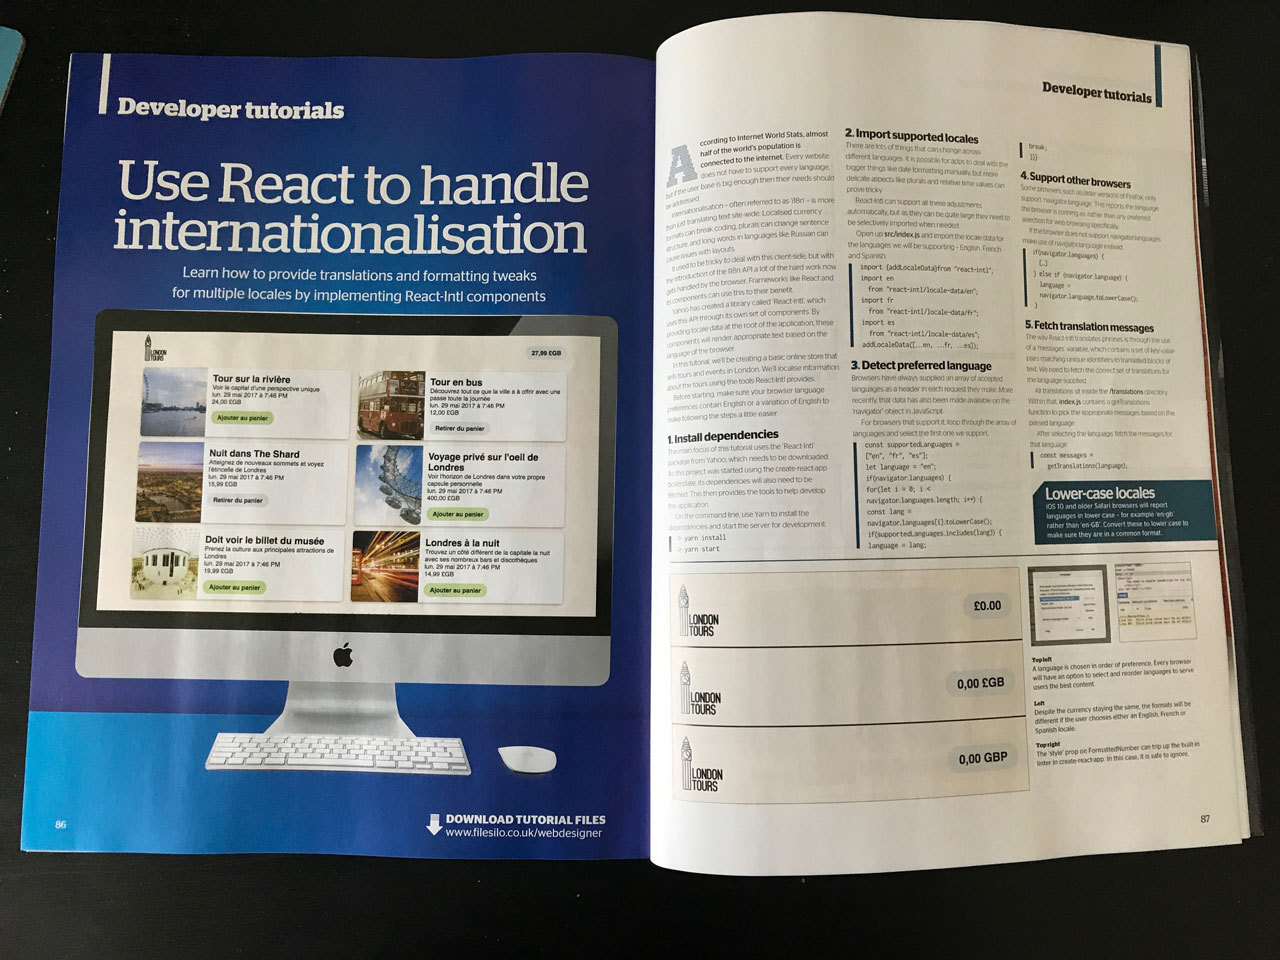 Developer tutorials
Use React to handle
internationalisation
Learn how to provide translations and formatting tweaks
for multiple locales by implementing React-Intl components
LONDON
TOURS
27,99 £GB
Tour sur la rivière
Voir le capital d'une perspective unique
lun. 29 mai 2017 à 7:46 PM
24,00 £GB
Ajouter au panier
Tour en bus
Découvrez tout ce que la ville a à offrir avec une
passe toute la journée
lun. 29 mai 2017 à 7:46 PM
12,00 £GB
Retirer du panier
Nuit dans The Shard
Atteignez de nouveaux sommets et voyez
l'étincelle de Londres
lun. 29 mai 2017 à 7:46 PM
15,99 £GB
Retirer du panier
Voyage privé sur l'oeil de
Londres
Voir l'horizon de Londres dans votre propre
capsule personnelle
lun. 29 mai 2017 à 7:46 PM
400,00 £GB
Ajouter au panier
Doit voir le billet du musée
Prenez la culture aux principales attractions de
Londres
lun. 29 mai 2017 à 7:46 PM
19,99 £GB
Ajouter au panier
Londres à la nuit
Trouvez un côté différent de la capitale la nuit
avec ses nombreux bars et discothèques
lun. 29 mai 2017 à 7:46 PM
14,99 £GB
Ajouter au panier
DOWNLOAD TUTORIAL FILES
www.filesilo.co.uk/webdesigner
86
Developer tutorials
According to Internet World Stats, almost
half of the world's population is
connected to the internet. Every website
does not have to support every language,
but if the user base is big enough then their needs should
be addressed.
Internationalisation – often referred to as 'i18n' – is more
than just translating text site-wide. Localised currency
formats can break coding, plurals can change sentence
structure, and long words in languages like Russian can
cause issues with layouts.
It used to be tricky to deal with this client-side, but with
the introduction of the i18n API a lot of the hard work now
gets handled by the browser. Frameworks like React and
its components can use this to their benefit.
Yahoo has created a library called 'React-Intl', which
uses this API through its own set of components. By
providing locale data at the root of the application, these
components will render appropriate text based on the
language of the browser.
In this tutorial, we'll be creating a basic online store that
sells tours and events in London. We'll localise information
about the tours using the tools React-Intl provides.
Before starting, make sure your browser language
preferences contain English or a variation of English to
make following the steps a little easier.
1. Install dependencies
The main focus of this tutorial uses the 'React-Intl'
package from Yahoo, which needs to be downloaded.
As this project was started using the create-react-app
boilerplate, its dependencies will also need to be
fetched. This then provides the tools to help develop
the application.
On the command line, use Yarn to install the
dependencies and start the server for development.
> yarn install
> yarn start
2. Import supported locales
There are lots of things that can change across
different languages. It is possible for apps to deal with the
bigger things like date formatting manually, but more
delicate aspects like plurals and relative time values can
prove tricky.
React-Intl can support all these adjustments
automatically, but as they can be quite large they need to
be selectively imported when needed.
Open up src/index.js and import the locale data for
the languages we will be supporting – English, French
and Spanish.
import {addLocaleData}from "react-intl";
import en
from "react-intl/locale-data/en";
import fr
from "react-intl/locale-data/fr";
import es
from "react-intl/locale-data/es";
addLocaleData([...en, ...fr, ...es]);
3. Detect preferred language
Browsers have always supplied an array of accepted
languages as a header in each request they make. More
recently, that data has also been made available on the
'navigator' object in JavaScript.
For browsers that support it, loop through the array of
languages and select the first one we support.
const supportedLanguages =
["en", "fr", "es"];
let language = "en";
if(navigator.languages) {
for(let i = 0; i <
navigator.languages.length; i++) {
const lang =
navigator.languages[i].toLowerCase();
if(supportedLanguages.includes(lang)) {
language = lang;
break;
}}}
4. Support other browsers
Some browsers, such as older versions of Firefox, only
support 'navigator.language'. This reports the language
the browser is running as, rather than any preferred
selection for web browsing specifically.
If the browser does not support navigator.languages
make use of navigator.language instead.
if(navigator.languages) {
[...]
} else if (navigator.language) {
language =
navigator.language.toLowerCase();
}
5. Fetch translation messages
The way React-Intl translates phrases is through the use
of a 'messages' variable, which contains a set of key value
pairs matching unique identifiers to translated blocks of
text. We need to fetch the correct set of translations for
the language supplied.
All translations sit inside the /translations directory.
Within that, index.js contains a getTranslations
function to pick the appropriate messages based on the
parsed language.
After selecting the language, fetch the messages for
that language.
const messages =
getTranslations(language);
Lower-case locales
iOS 10 and older Safari browsers will report
languages in lower case – for example 'en-gb'
rather than 'en-GB'. Convert these to lower case to
make sure they are in a common format.
LONDON
TOURS
£0.00
LONDON
TOURS
0,00 £GB
LONDON
TOURS
0,00 GBP
Top left
A language is chosen in order of preference. Every browser
will have an option to select and reorder languages to serve
users the best content.
Left
Despite the currency staying the same, the formats will be
different if the user chooses either an English, French or
Spanish locale.
Top right
The 'style' prop on FormattedNumber can trip up the built-in
linter in create-react-app. In this case, it is safe to ignore.
87